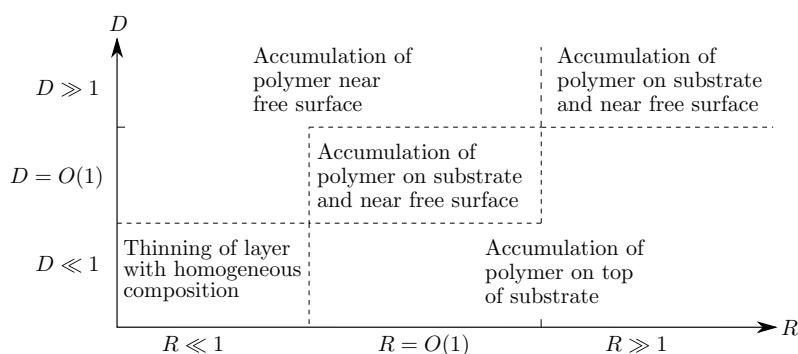 D
Accumulation of
polymer near
free surface
Accumulation of
polymer on substrate
and near free surface
D ≫ 1
Accumulation of
polymer on substrate
and near free surface
D = O(1)
Thinning of layer
with homogeneous
composition
Accumulation of
polymer on top
of substrate
D ≪ 1
R
R ≪ 1
R = O(1)
R ≫ 1